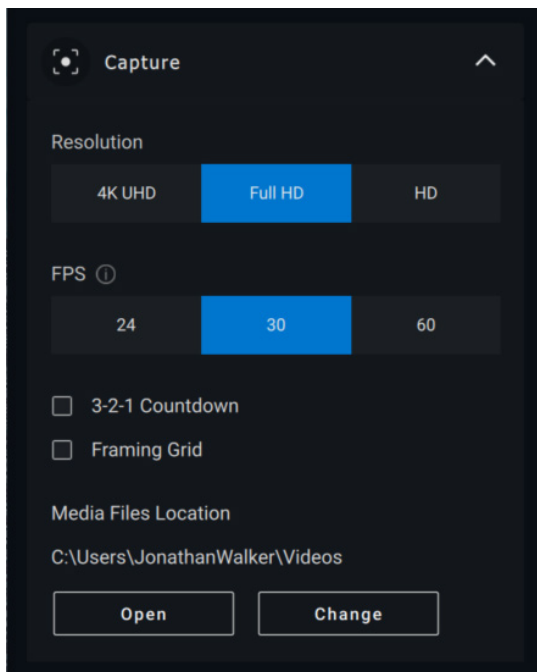 Capture
Resolution
4K UHD Full HD HD
FPS
24 30 60
3-2-1 Countdown
Framing Grid
Media Files Location
C:\Users\JonathanWalker\Videos
Open Change